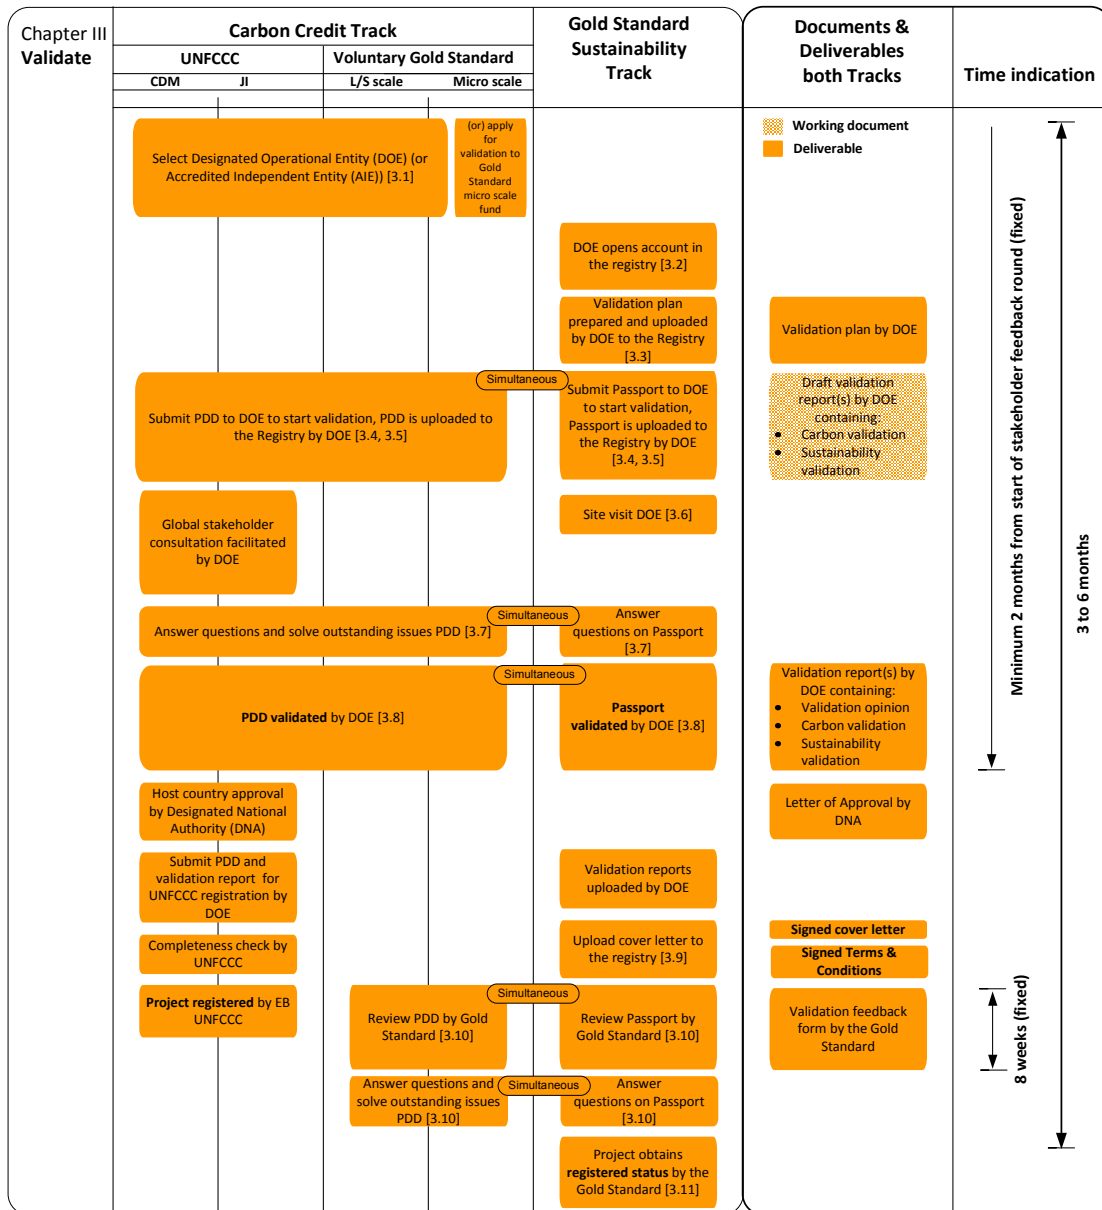 Chapter III
Validate
Carbon Credit Track
UNFCCC
Voluntary Gold Standard
CDM
JI
L/S scale
Micro scale
Gold Standard
Sustainability
Track
Documents &
Deliverables
both Tracks
Time indication
Working document
Deliverable
Select Designated Operational Entity (DOE) (or
Accredited Independent Entity (AIE)) [3.1]
(or) apply
for
validation to
Gold
Standard
micro scale
fund
DOE opens account in
the registry [3.2]
Validation plan
prepared and uploaded
by DOE to the Registry
[3.3]
Validation plan by DOE
Simultaneous
Submit PDD to DOE to start validation, PDD is uploaded to
the Registry by DOE [3.4, 3.5]
Submit Passport to DOE
to start validation,
Passport is uploaded to
the Registry by DOE
[3.4, 3.5]
Draft validation
report(s) by DOE
containing:
• Carbon validation
• Sustainability
validation
Global stakeholder
consultation facilitated
by DOE
Site visit DOE [3.6]
Simultaneous
Answer questions and solve outstanding issues PDD [3.7]
Answer
questions on Passport
[3.7]
Simultaneous
PDD validated by DOE [3.8]
Passport
validated by DOE [3.8]
Validation report(s) by
DOE containing:
• Validation opinion
• Carbon validation
• Sustainability
validation
Host country approval
by Designated National
Authority (DNA)
Letter of Approval by
DNA
Submit PDD and
validation report for
UNFCCC registration by
DOE
Validation reports
uploaded by DOE
Completeness check by
UNFCCC
Upload cover letter to
the registry [3.9]
Signed cover letter
Signed Terms &
Conditions
Project registered by EB
UNFCCC
Simultaneous
Review PDD by Gold
Standard [3.10]
Review Passport by
Gold Standard [3.10]
Validation feedback
form by the Gold
Standard
Simultaneous
Answer questions and
solve outstanding issues
PDD [3.10]
Answer
questions on Passport
[3.10]
Project obtains
registered status by the
Gold Standard [3.11]
Minimum 2 months from start of stakeholder feedback round (fixed)
3 to 6 months
8 weeks (fixed)